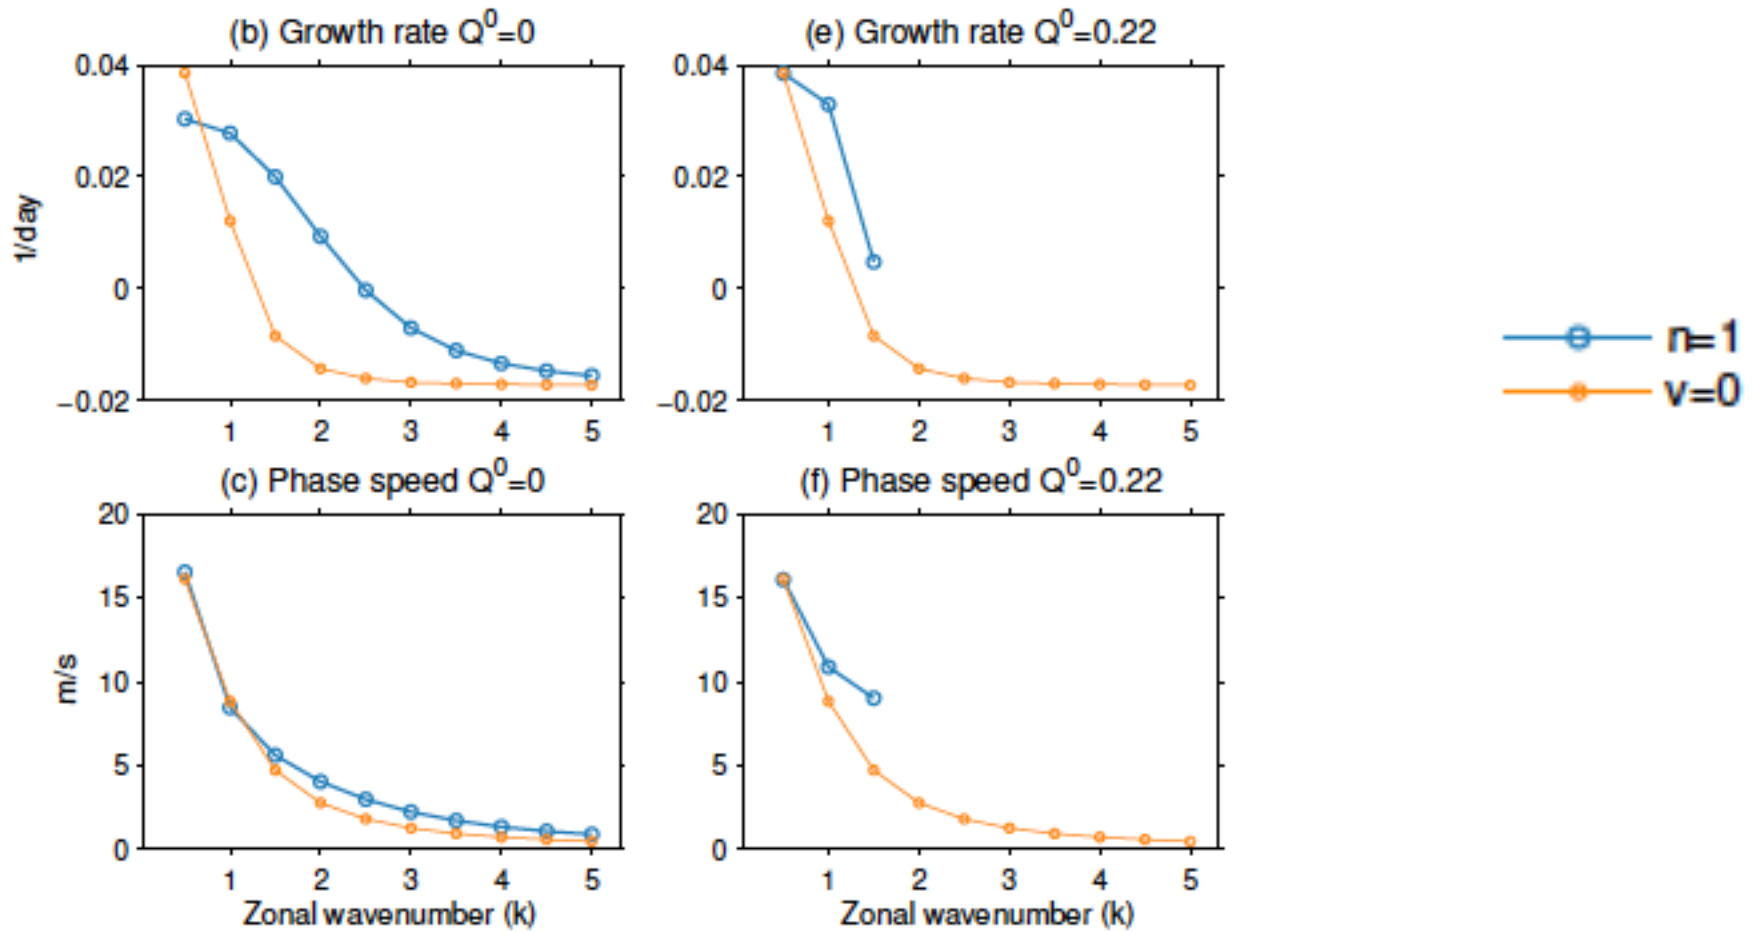 (b) Growth rate Q⁰=0
(e) Growth rate Q⁰=0.22
0.04
0.02
0
−0.02
1/day
1 2 3 4 5
0.04
0.02
0
−0.02
1 2 3 4 5
n=1
v=0
(c) Phase speed Q⁰=0
(f) Phase speed Q⁰=0.22
20
15
10
5
0
m/s
1 2 3 4 5
Zonal wavenumber (k)
20
15
10
5
0
1 2 3 4 5
Zonal wavenumber (k)